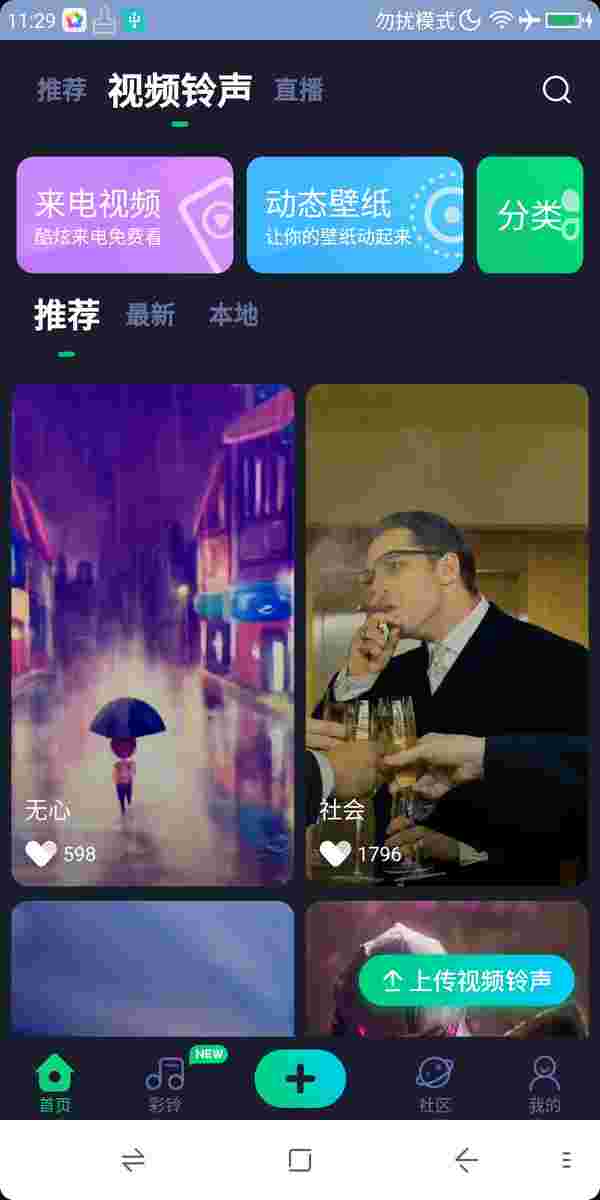 11:29
勿扰模式
推荐 视频铃声 直播
来电视频
酷炫来电免费看
动态壁纸
让你的壁纸动起来
分类
推荐 最新 本地
无心
598
社会
1796
上传视频铃声
NEW
首页 彩铃 社区 我的